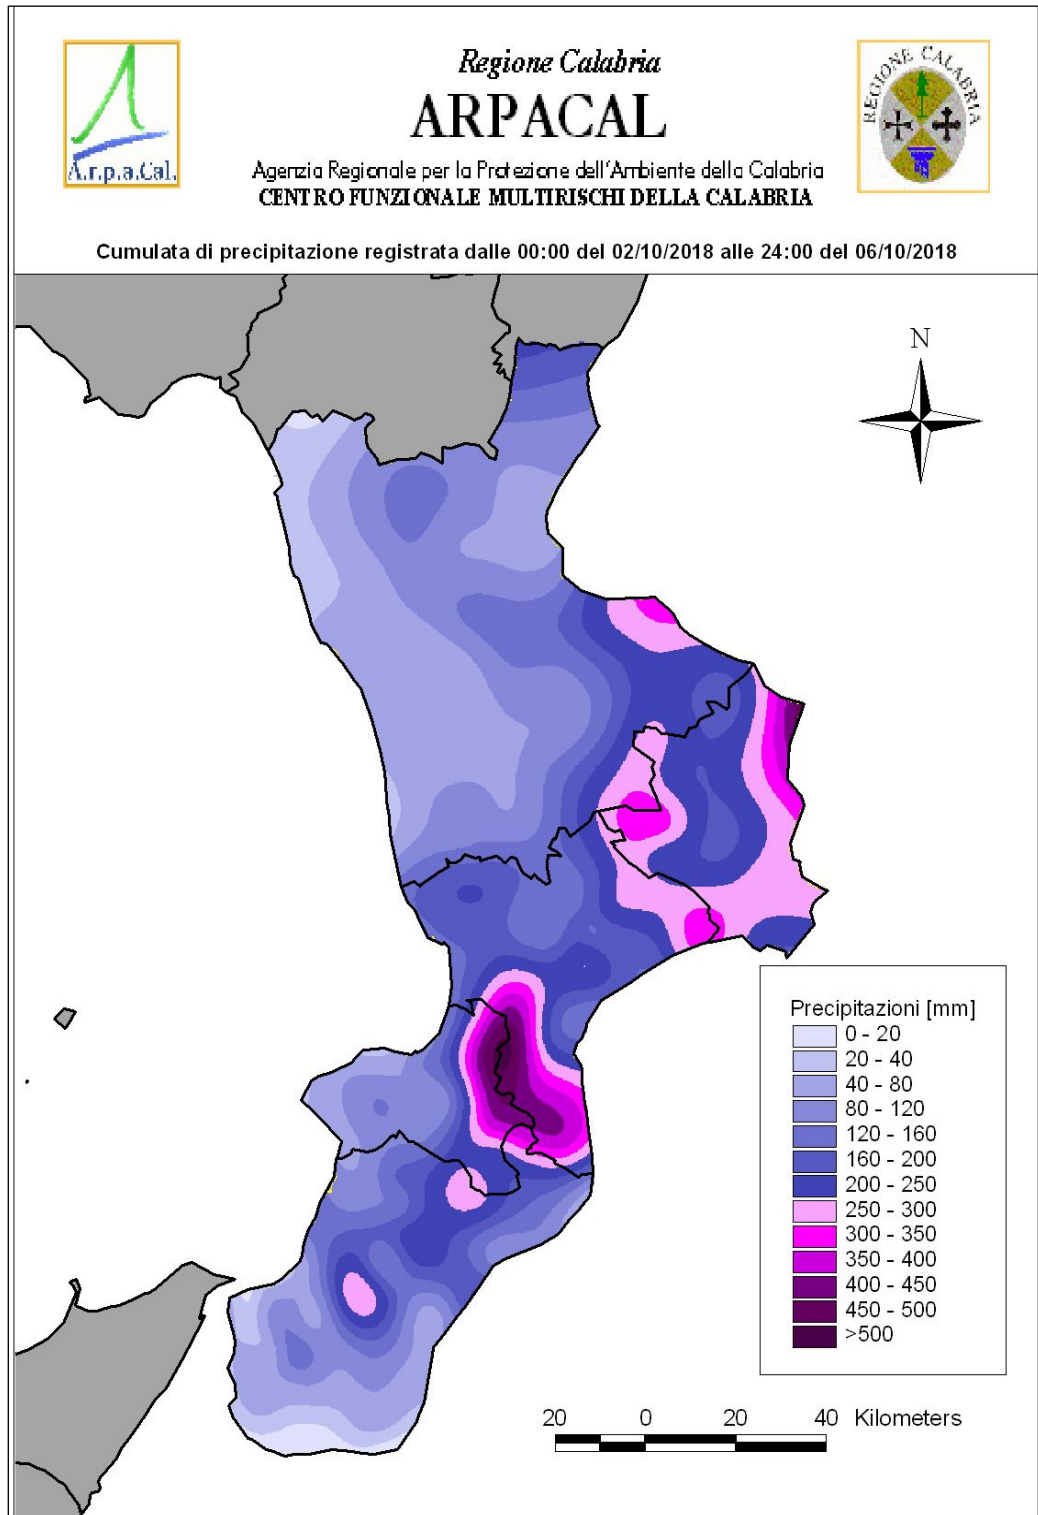 Regione Calabria
ARPACAL
Agenzia Regionale per la Protezione dell'Ambiente della Calabria
CENTRO FUNZIONALE MULTIRISCHI DELLA CALABRIA
A.r.p.a.Cal.
REGIONE CALABRIA
Cumulata di precipitazione registrata dalle 00:00 del 02/10/2018 alle 24:00 del 06/10/2018
N
Precipitazioni [mm]
0 - 20
20 - 40
40 - 80
80 - 120
120 - 160
160 - 200
200 - 250
250 - 300
300 - 350
350 - 400
400 - 450
450 - 500
>500
20 0 20 40 Kilometers